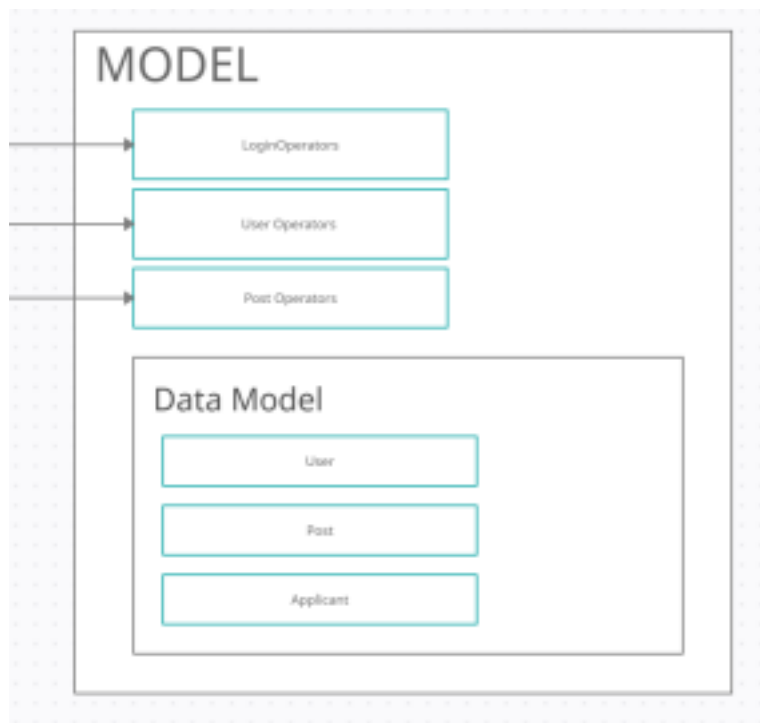 MODEL
LoginOperators
User Operators
Post Operators
Data Model
User
Post
Applicant